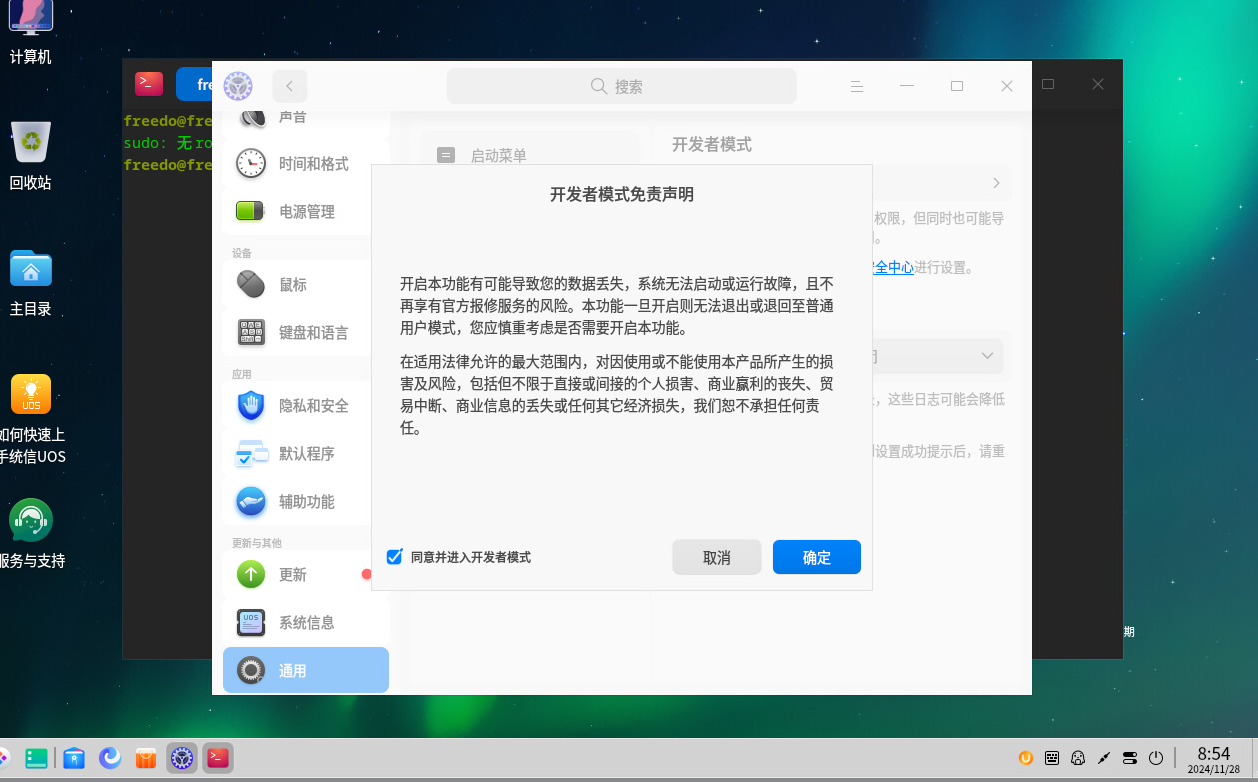 计算机
回收站
主目录
UOS
如何快速上
手统信UOS
服务与支持
fre
freedo@fre
sudo: 无 ro
freedo@fre
搜索
声音
时间和格式
电源管理
设备
鼠标
键盘和语言
应用
隐私和安全
默认程序
辅助功能
更新与其他
更新
系统信息
通用
启动菜单
开发者模式
权限，但同时也可能导
。
安全中心进行设置。
闭
，这些日志可能会降低
设置成功提示后，请重
开发者模式免责声明
开启本功能有可能导致您的数据丢失，系统无法启动或运行故障，且不
再享有官方报修服务的风险。本功能一旦开启则无法退出或退回至普通
用户模式，您应慎重考虑是否需要开启本功能。
在适用法律允许的最大范围内，对因使用或不能使用本产品所产生的损
害及风险，包括但不限于直接或间接的个人损害、商业赢利的丧失、贸
易中断、商业信息的丢失或任何其它经济损失，我们恕不承担任何责
任。
同意并进入开发者模式
取消
确定
期
8:54
2024/11/28